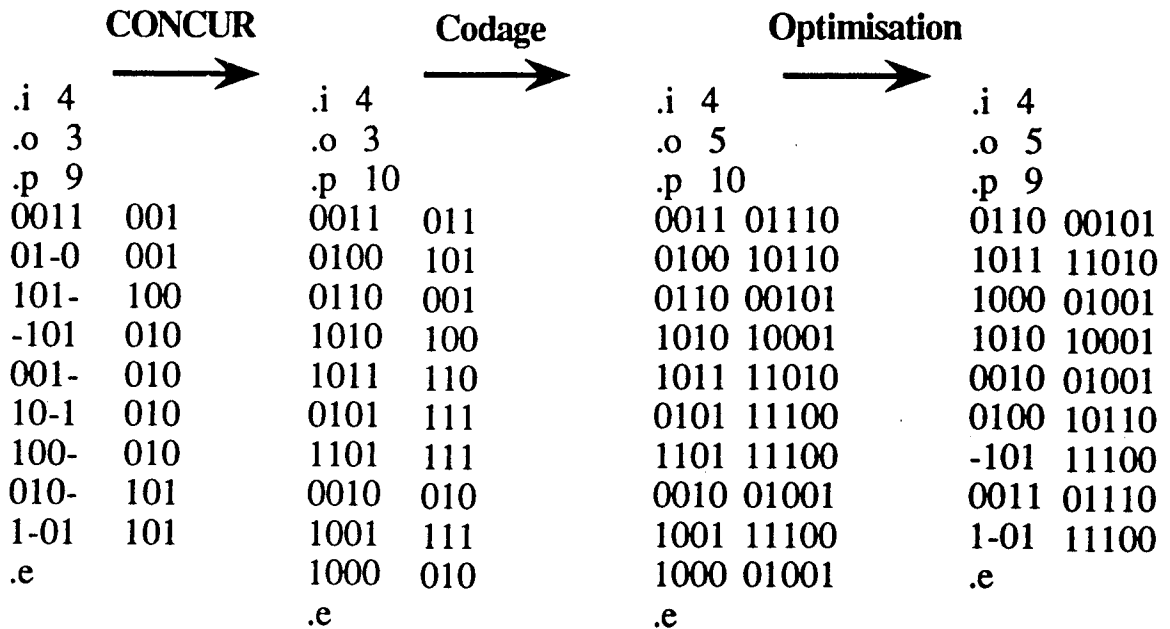 CONCUR Codage Optimisation
.i 4
.o 3
.p 9
0011 001
01-0 001
101- 100
-101 010
001- 010
10-1 010
100- 010
010- 101
1-01 101
.e
.i 4
.o 3
.p 10
0011 011
0100 101
0110 001
1010 100
1011 110
0101 111
1101 111
0010 010
1001 111
1000 010
.e
.i 4
.o 5
.p 10
0011 01110
0100 10110
0110 00101
1010 10001
1011 11010
0101 11100
1101 11100
0010 01001
1001 11100
1000 01001
.e
.i 4
.o 5
.p 9
0110 00101
1011 11010
1000 01001
1010 10001
0010 01001
0100 10110
-101 11100
0011 01110
1-01 11100
.e